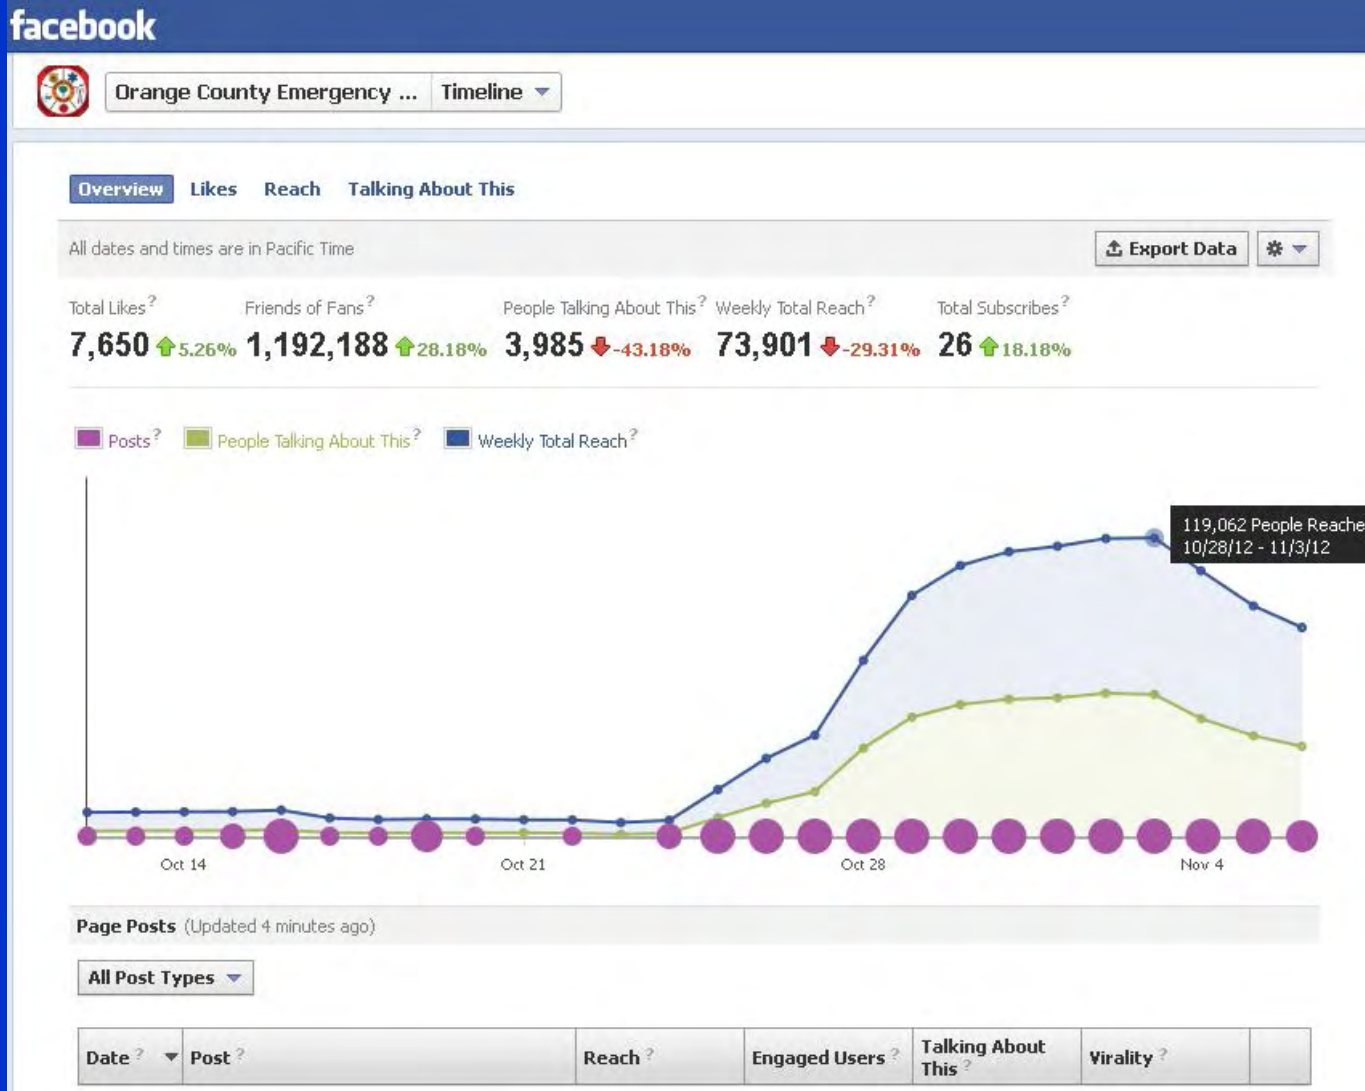 facebook
Orange County Emergency ... Timeline
Overview Likes Reach Talking About This
All dates and times are in Pacific Time Export Data
Total Likes? Friends of Fans? People Talking About This? Weekly Total Reach? Total Subscribes?
7,650 5.26% 1,192,188 28.18% 3,985 -43.18% 73,901 -29.31% 26 18.18%
Posts? People Talking About This? Weekly Total Reach?
119,062 People Reache
10/28/12 - 11/3/12
Oct 14 Oct 21 Oct 28 Nov 4
Page Posts (Updated 4 minutes ago)
All Post Types
Date? Post? Reach? Engaged Users? Talking About This? Virality?